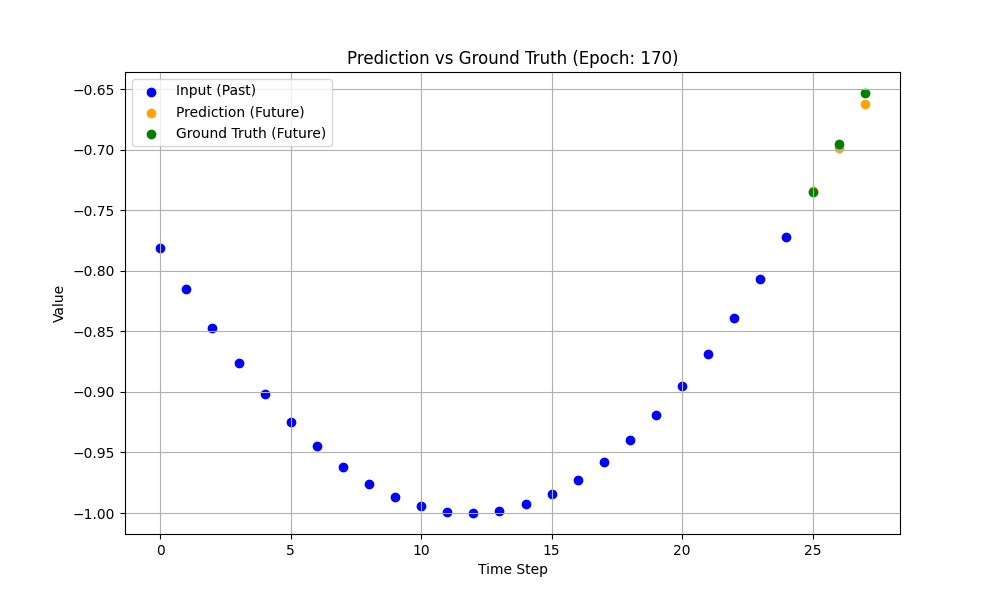 Prediction vs Ground Truth (Epoch: 170)
Input (Past)
Prediction (Future)
Ground Truth (Future)
−0.65
−0.70
−0.75
−0.80
−0.85
−0.90
−0.95
−1.00
Value
0 5 10 15 20 25
Time Step